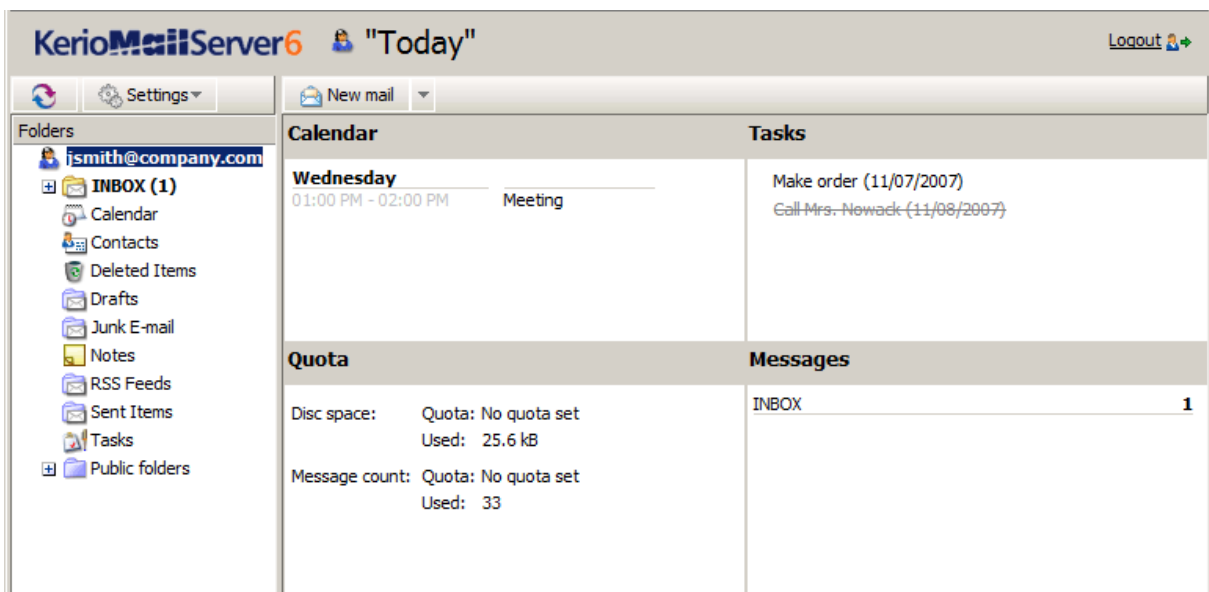 KerioMailServer6 "Today"
Logout
Settings
New mail
Folders
jsmith@company.com
INBOX (1)
Calendar
Contacts
Deleted Items
Drafts
Junk E-mail
Notes
RSS Feeds
Sent Items
Tasks
Public folders
Calendar
Wednesday
01:00 PM - 02:00 PM Meeting
Tasks
Make order (11/07/2007)
Call Mrs. Nowack (11/08/2007)
Quota
Disc space: Quota: No quota set
Used: 25.6 kB
Message count: Quota: No quota set
Used: 33
Messages
INBOX 1